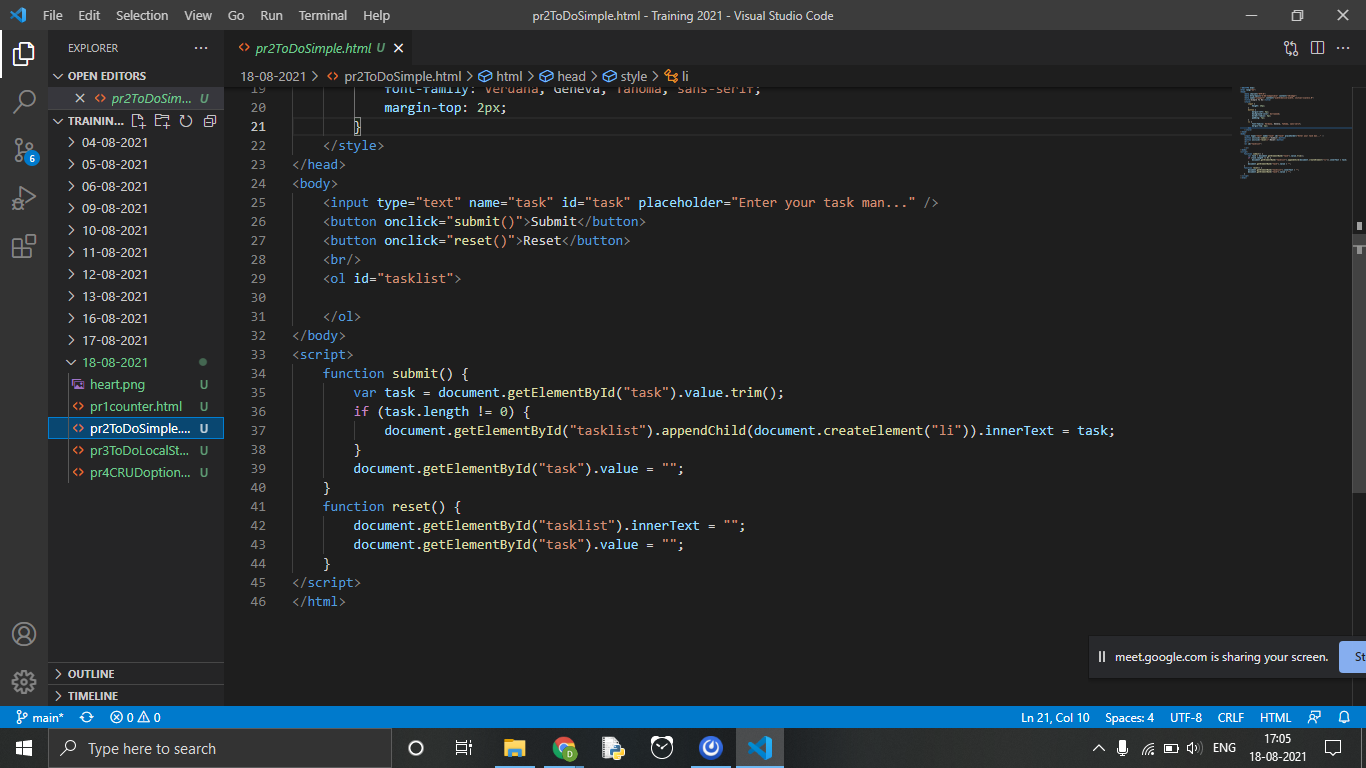 File Edit Selection View Go Run Terminal Help
pr2ToDoSimple.html - Training 2021 - Visual Studio Code
EXPLORER
OPEN EDITORS
pr2ToDoSim... U
TRAININ...
04-08-2021
05-08-2021
06-08-2021
09-08-2021
10-08-2021
11-08-2021
12-08-2021
13-08-2021
16-08-2021
17-08-2021
18-08-2021
heart.png U
pr1counter.html U
pr2ToDoSimple.... U
pr3ToDoLocalSt... U
pr4CRUDoption... U
OUTLINE
TIMELINE
6
pr2ToDoSimple.html U
18-08-2021 > pr2ToDoSimple.html > html > head > style > li
19 font-family: Verdana, Geneva, Tahoma, sans-serif;
20 margin-top: 2px;
21 }
22 </style>
23 </head>
24 <body>
25 <input type="text" name="task" id="task" placeholder="Enter your task man..." />
26 <button onclick="submit()">Submit</button>
27 <button onclick="reset()">Reset</button>
28 <br/>
29 <ol id="tasklist">
30
31 </ol>
32 </body>
33 <script>
34 function submit() {
35 var task = document.getElementById("task").value.trim();
36 if (task.length != 0) {
37 document.getElementById("tasklist").appendChild(document.createElement("li")).innerText = task;
38 }
39 document.getElementById("task").value = "";
40 }
41 function reset() {
42 document.getElementById("tasklist").innerText = "";
43 document.getElementById("task").value = "";
44 }
45 </script>
46 </html>
meet.google.com is sharing your screen. St
main* 0 0 Ln 21, Col 10 Spaces: 4 UTF-8 CRLF HTML
Type here to search
D
ENG
17:05
18-08-2021